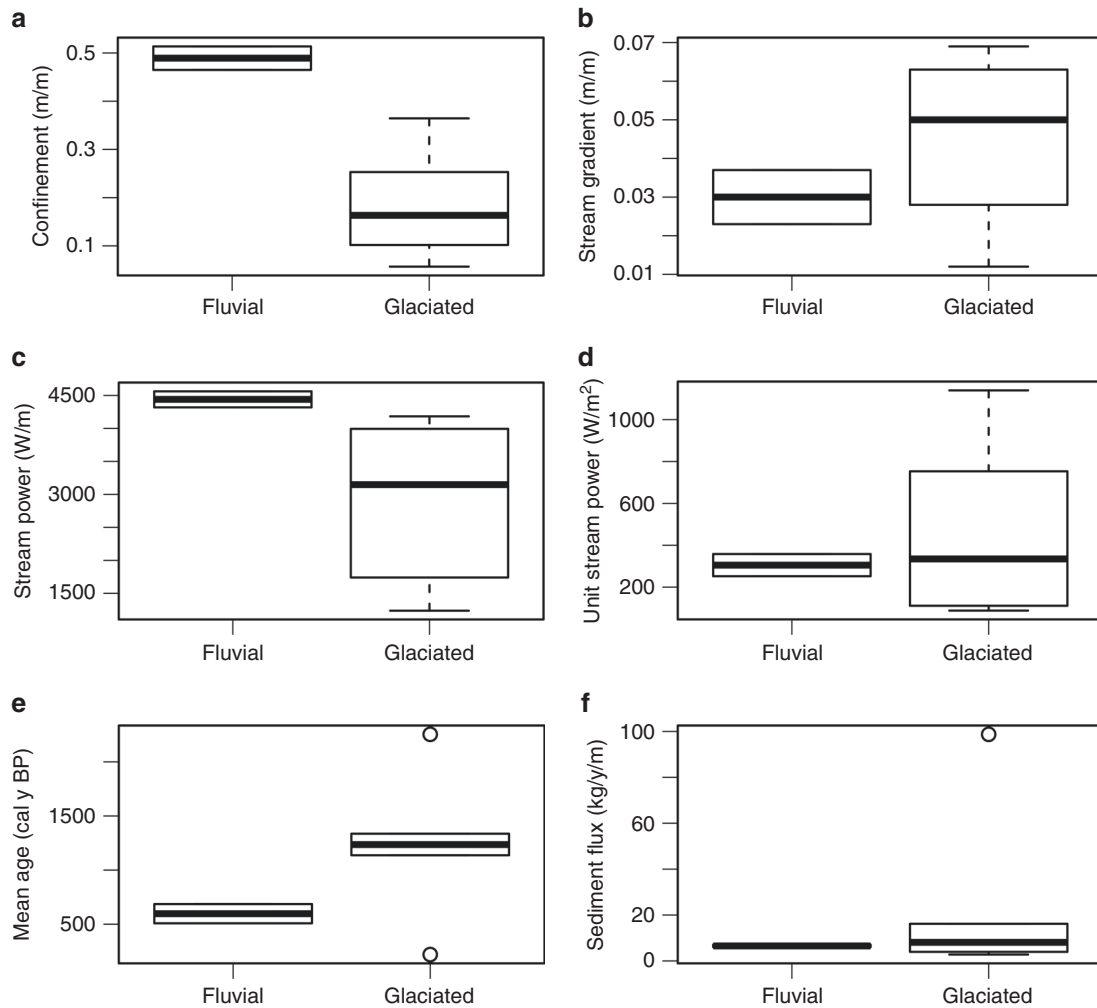 a
Confinement (m/m)
0.5
0.3
0.1
Fluvial Glaciated
b
Stream gradient (m/m)
0.07
0.05
0.03
0.01
Fluvial Glaciated
c
Stream power (W/m)
4500
3000
1500
Fluvial Glaciated
d
Unit stream power (W/m²)
1000
600
200
Fluvial Glaciated
e
Mean age (cal y BP)
1500
500
Fluvial Glaciated
f
Sediment flux (kg/y/m)
100
60
20
0
Fluvial Glaciated